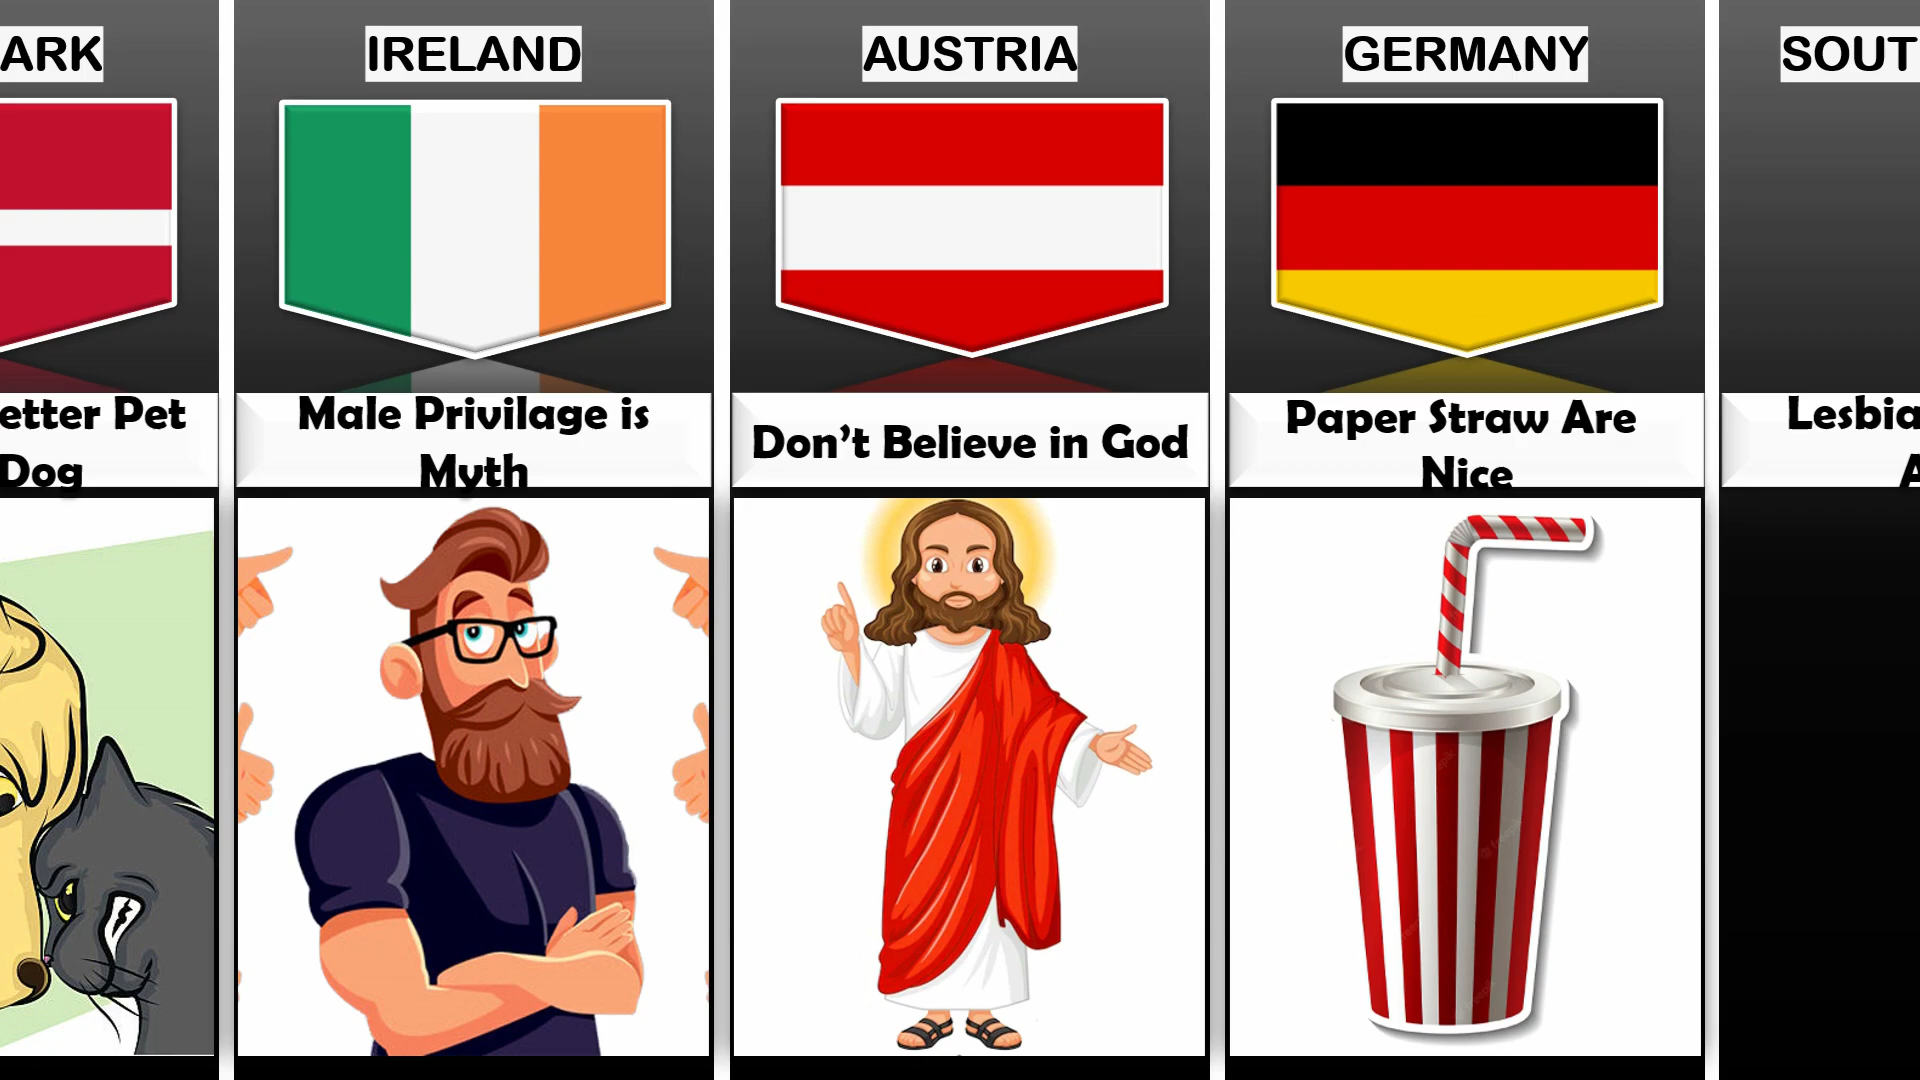 ARK
IRELAND
AUSTRIA
GERMANY
SOUT
etter Pet
Dog
Male Privilage is
Myth
Don't Believe in God
Paper Straw Are
Nice
Lesbia
A